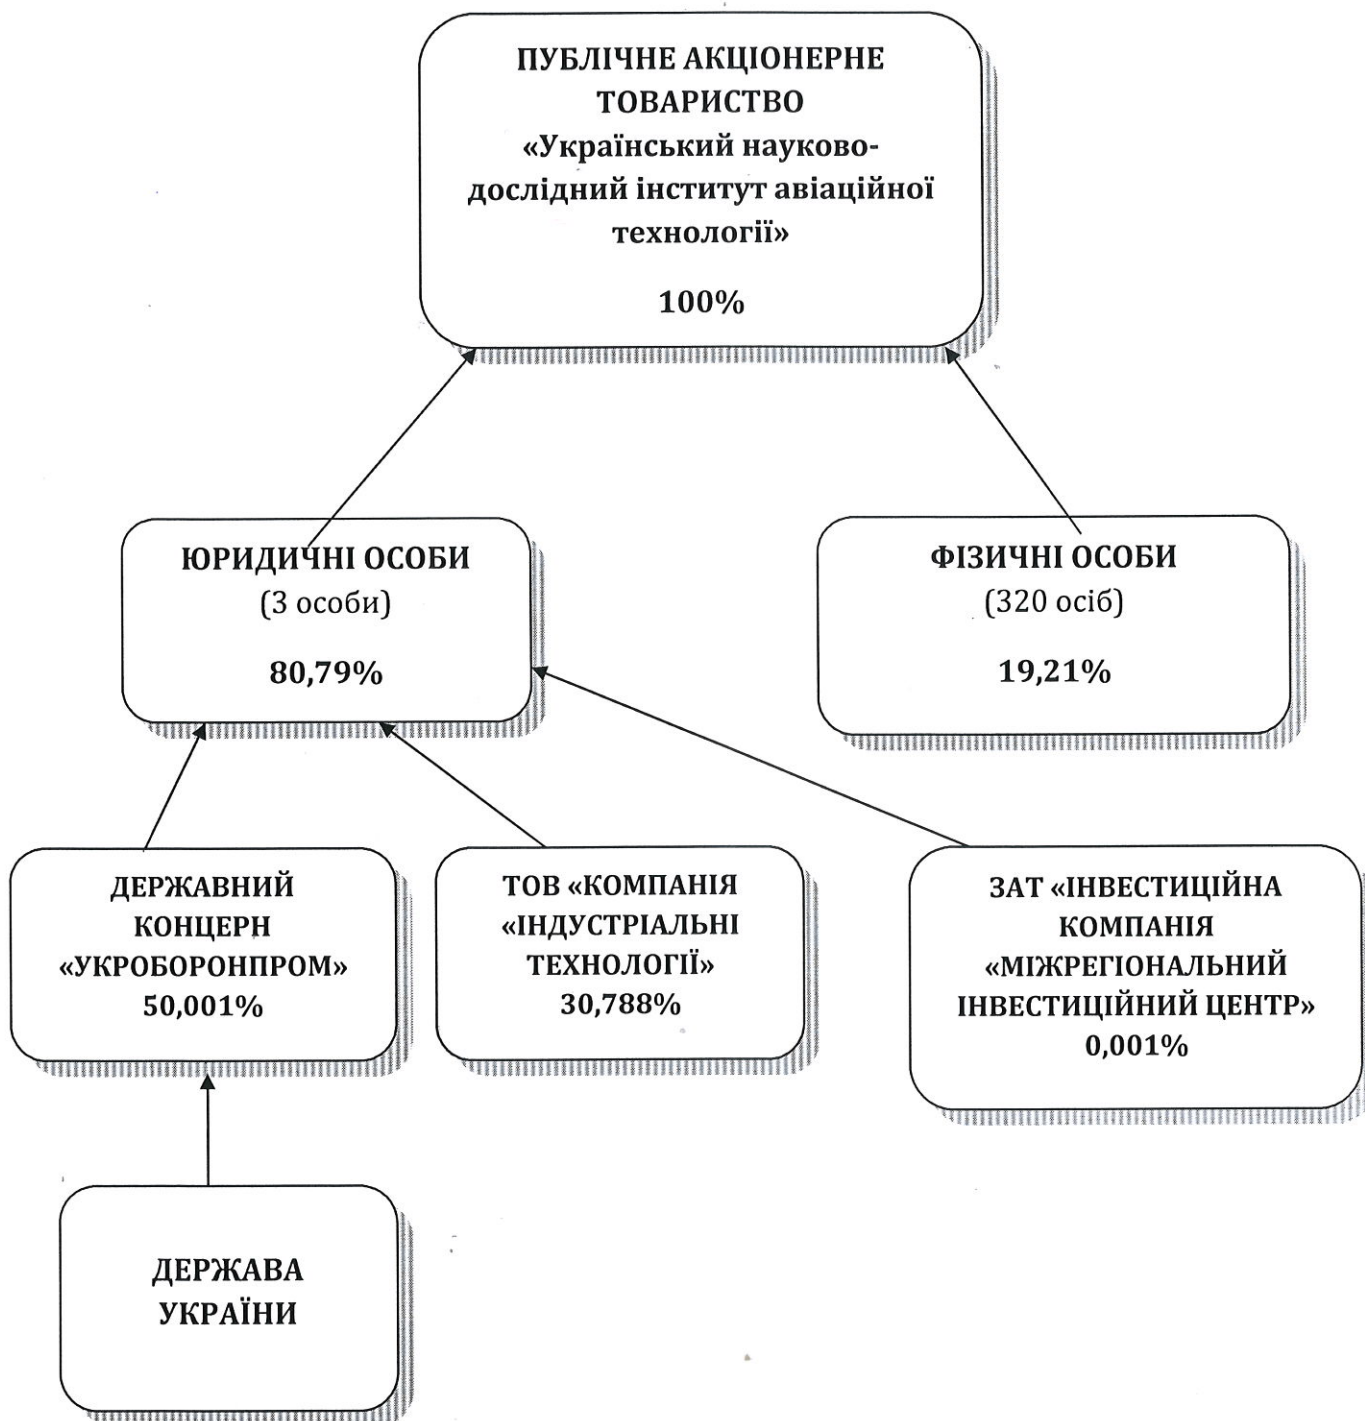 ПУБЛІЧНЕ АКЦІОНЕРНЕ
ТОВАРИСТВО
«Український науково-
дослідний інститут авіаційної
технології»
100%
ЮРИДИЧНІ ОСОБИ
(3 особи)
80,79%
ФІЗИЧНІ ОСОБИ
(320 осіб)
19,21%
ДЕРЖАВНИЙ
КОНЦЕРН
«УКРОБОРОНПРОМ»
50,001%
ТОВ «КОМПАНІЯ
«ІНДУСТРІАЛЬНІ
ТЕХНОЛОГІЇ»
30,788%
ЗАТ «ІНВЕСТИЦІЙНА
КОМПАНІЯ
«МІЖРЕГІОНАЛЬНИЙ
ІНВЕСТИЦІЙНИЙ ЦЕНТР»
0,001%
ДЕРЖАВА
УКРАЇНИ